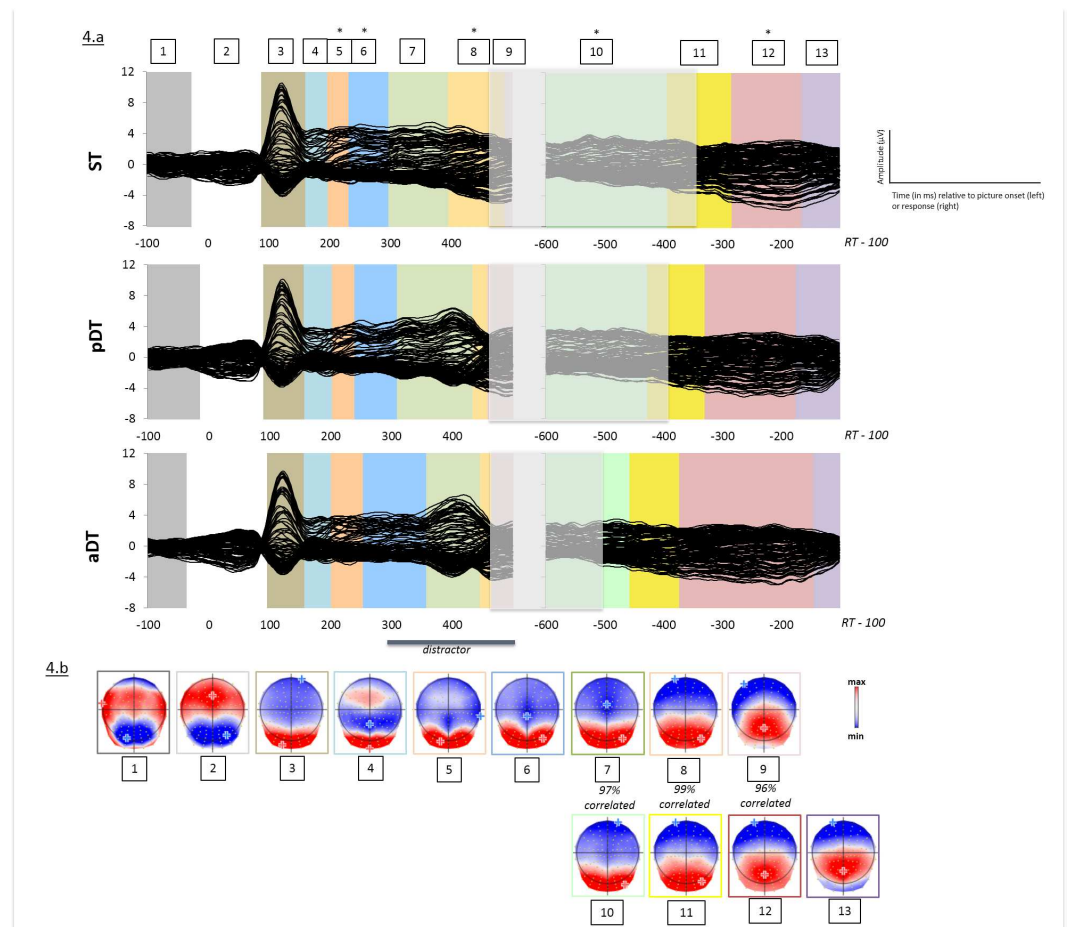 4.a
* * * * *
1 2 3 4 5 6 7 8 9 10 11 12 13
12
8
4
0
-4
-8
ST
-100 0 100 200 300 400 -600 -500 -400 -300 -200 RT - 100
Amplitude (µV)
Time (in ms) relative to picture onset (left)
or response (right)
12
8
4
0
-4
-8
pDT
-100 0 100 200 300 400 -600 -500 -400 -300 -200 RT - 100
12
8
4
0
-4
-8
aDT
-100 0 100 200 300 400 -600 -500 -400 -300 -200 RT - 100
distractor
4.b
max
min
1 2 3 4 5 6 7 8 9
97% 99% 96%
correlated correlated correlated
10 11 12 13